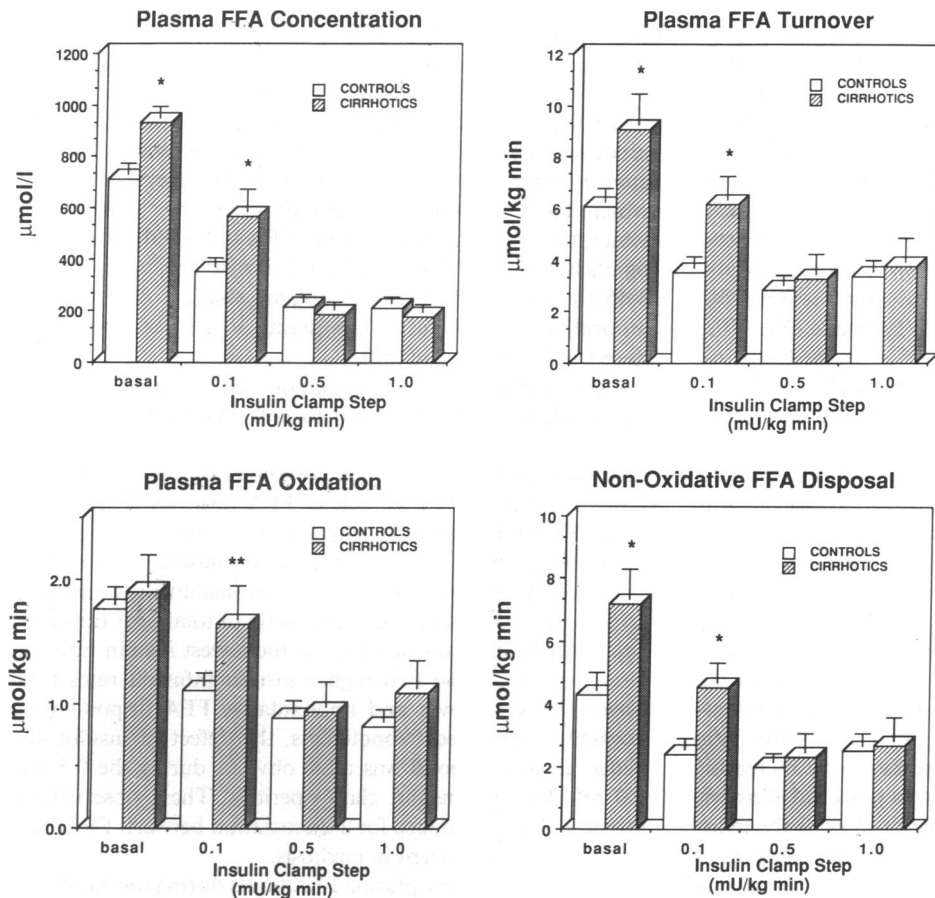 Plasma FFA Concentration
1200
1000
800
600
400
200
0
μmol/l
CONTROLS
CIRRHOTICS
*
*
basal
0.1
0.5
1.0
Insulin Clamp Step
(mU/kg min)
Plasma FFA Turnover
12
10
8
6
4
2
0
μmol/kg min
CONTROLS
CIRRHOTICS
*
*
basal
0.1
0.5
1.0
Insulin Clamp Step
(mU/kg min)
Plasma FFA Oxidation
2.0
1.0
0.0
μmol/kg min
CONTROLS
CIRRHOTICS
**
basal
0.1
0.5
1.0
Insulin Clamp Step
(mU/kg min)
Non-Oxidative FFA Disposal
10
8
6
4
2
0
μmol/kg min
CONTROLS
CIRRHOTICS
*
*
basal
0.1
0.5
1.0
Insulin Clamp Step
(mU/kg min)